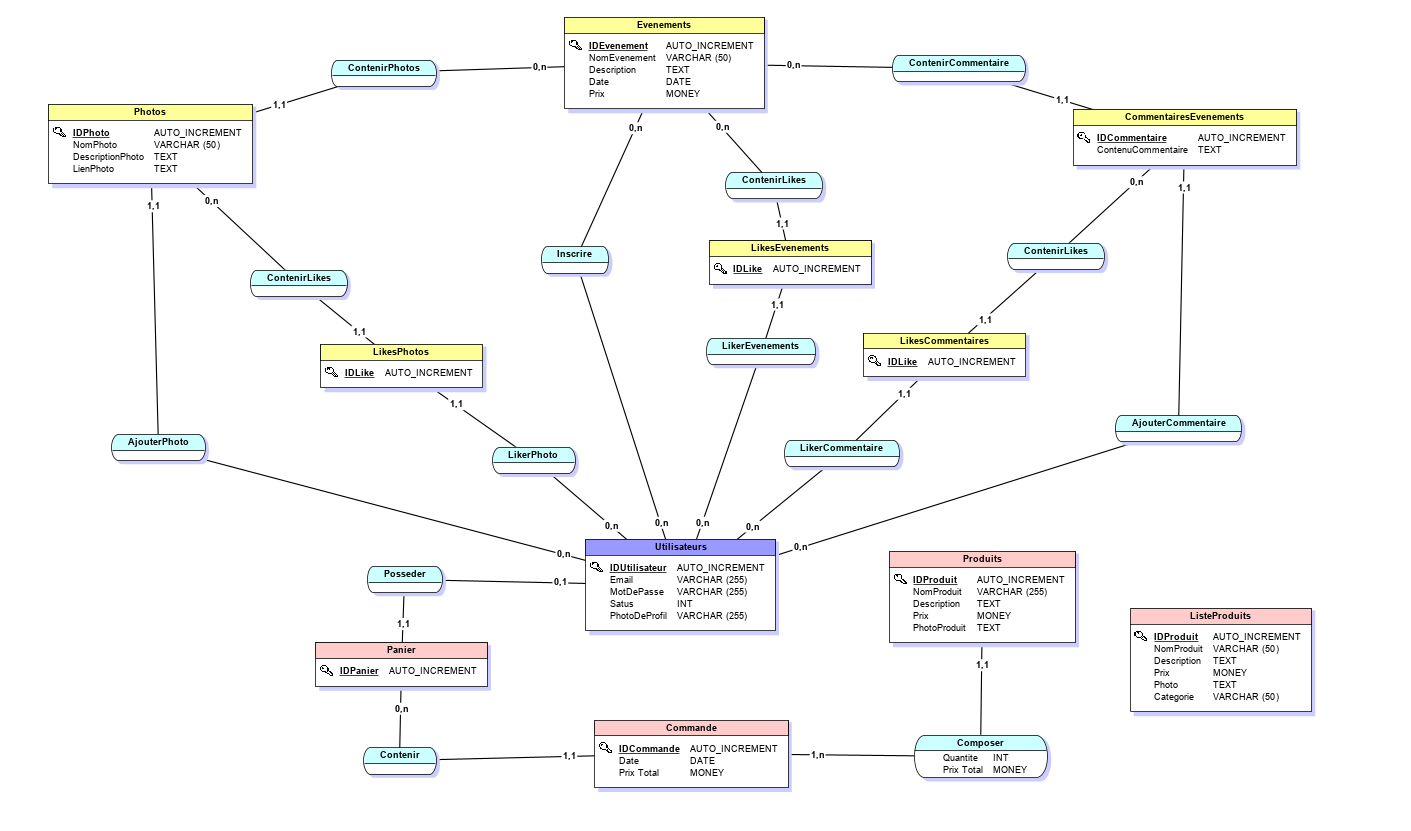 Evenements
IDEvenement AUTO_INCREMENT
NomEvenement VARCHAR (50)
Description TEXT
Date DATE
Prix MONEY
ContenirPhotos
0,n
1,1
0,n
ContenirCommentaire
1,1
Photos
IDPhoto AUTO_INCREMENT
NomPhoto VARCHAR (50)
DescriptionPhoto TEXT
LienPhoto TEXT
CommentairesEvenements
IDCommentaire AUTO_INCREMENT
ContenuCommentaire TEXT
0,n
0,n
ContenirLikes
1,1
0,n
0,n
1,1
1,1
Inscrire
LikesEvenements
IDLike AUTO_INCREMENT
ContenirLikes
ContenirLikes
1,1
1,1
1,1
LikesPhotos
IDLike AUTO_INCREMENT
LikerEvenements
LikesCommentaires
IDLike AUTO_INCREMENT
1,1
1,1
AjouterPhoto
LikerPhoto
LikerCommentaire
AjouterCommentaire
0,n
0,n
0,n
0,n
0,n
0,n
Utilisateurs
IDUtilisateur AUTO_INCREMENT
Email VARCHAR (255)
MotDePasse VARCHAR (255)
Satus INT
PhotoDeProfil VARCHAR (255)
Posseder
0,1
1,1
Produits
IDProduit AUTO_INCREMENT
NomProduit VARCHAR (255)
Description TEXT
Prix MONEY
PhotoProduit TEXT
ListeProduits
IDProduit AUTO_INCREMENT
NomProduit VARCHAR (50)
Description TEXT
Prix MONEY
Photo TEXT
Categorie VARCHAR (50)
Panier
IDPanier AUTO_INCREMENT
1,1
0,n
Contenir
1,1
Commande
IDCommande AUTO_INCREMENT
Date DATE
Prix Total MONEY
1,n
Composer
Quantite INT
Prix Total MONEY